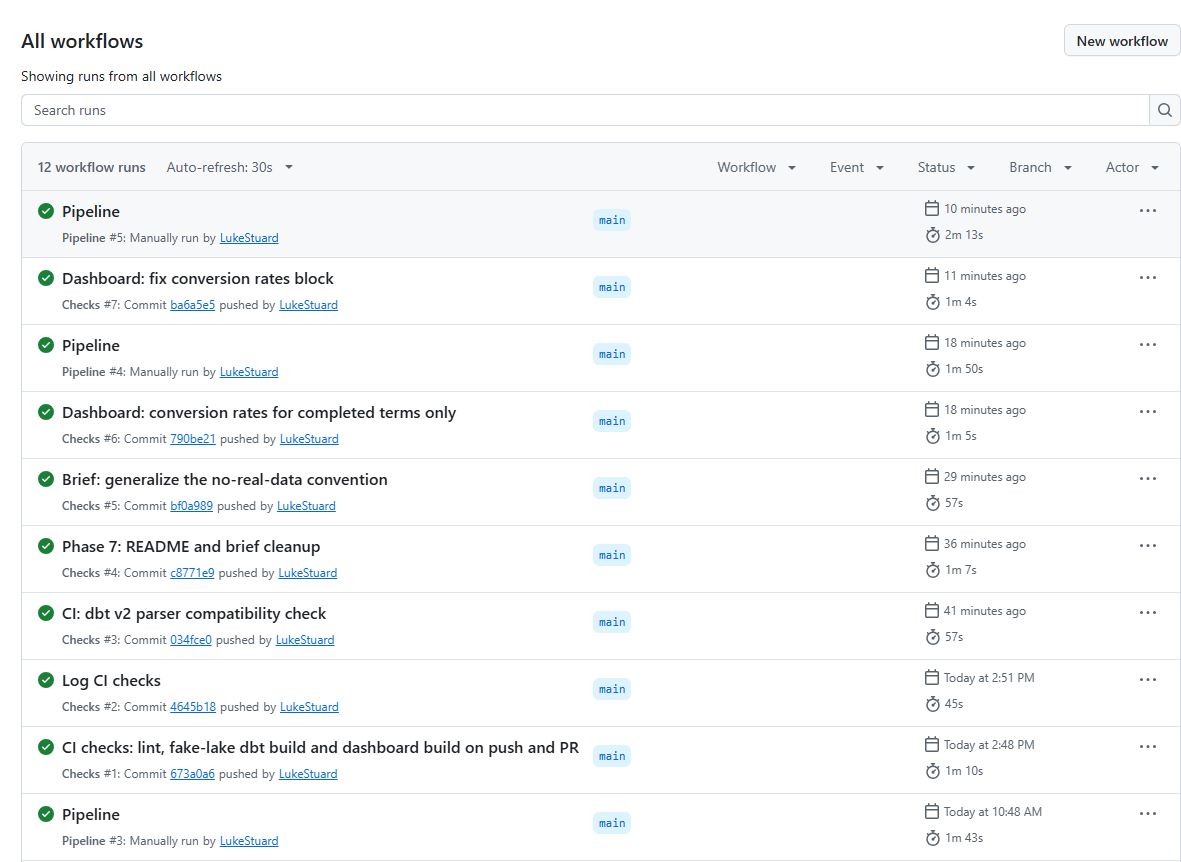 All workflows
New workflow
Showing runs from all workflows
Search runs
12 workflow runs Auto-refresh: 30s Workflow Event Status Branch Actor
Pipeline
main
10 minutes ago
Pipeline #5: Manually run by LukeStuard
2m 13s
Dashboard: fix conversion rates block
main
11 minutes ago
Checks #7: Commit ba6a5e5 pushed by LukeStuard
1m 4s
Pipeline
main
18 minutes ago
Pipeline #4: Manually run by LukeStuard
1m 50s
Dashboard: conversion rates for completed terms only
main
18 minutes ago
Checks #6: Commit 790be21 pushed by LukeStuard
1m 5s
Brief: generalize the no-real-data convention
main
29 minutes ago
Checks #5: Commit bf0a989 pushed by LukeStuard
57s
Phase 7: README and brief cleanup
main
36 minutes ago
Checks #4: Commit c8771e9 pushed by LukeStuard
1m 7s
CI: dbt v2 parser compatibility check
main
41 minutes ago
Checks #3: Commit 034fce0 pushed by LukeStuard
57s
Log CI checks
main
Today at 2:51 PM
Checks #2: Commit 4645b18 pushed by LukeStuard
45s
CI checks: lint, fake-lake dbt build and dashboard build on push and PR
main
Today at 2:48 PM
Checks #1: Commit 673a0a6 pushed by LukeStuard
1m 10s
Pipeline
main
Today at 10:48 AM
Pipeline #3: Manually run by LukeStuard
1m 43s